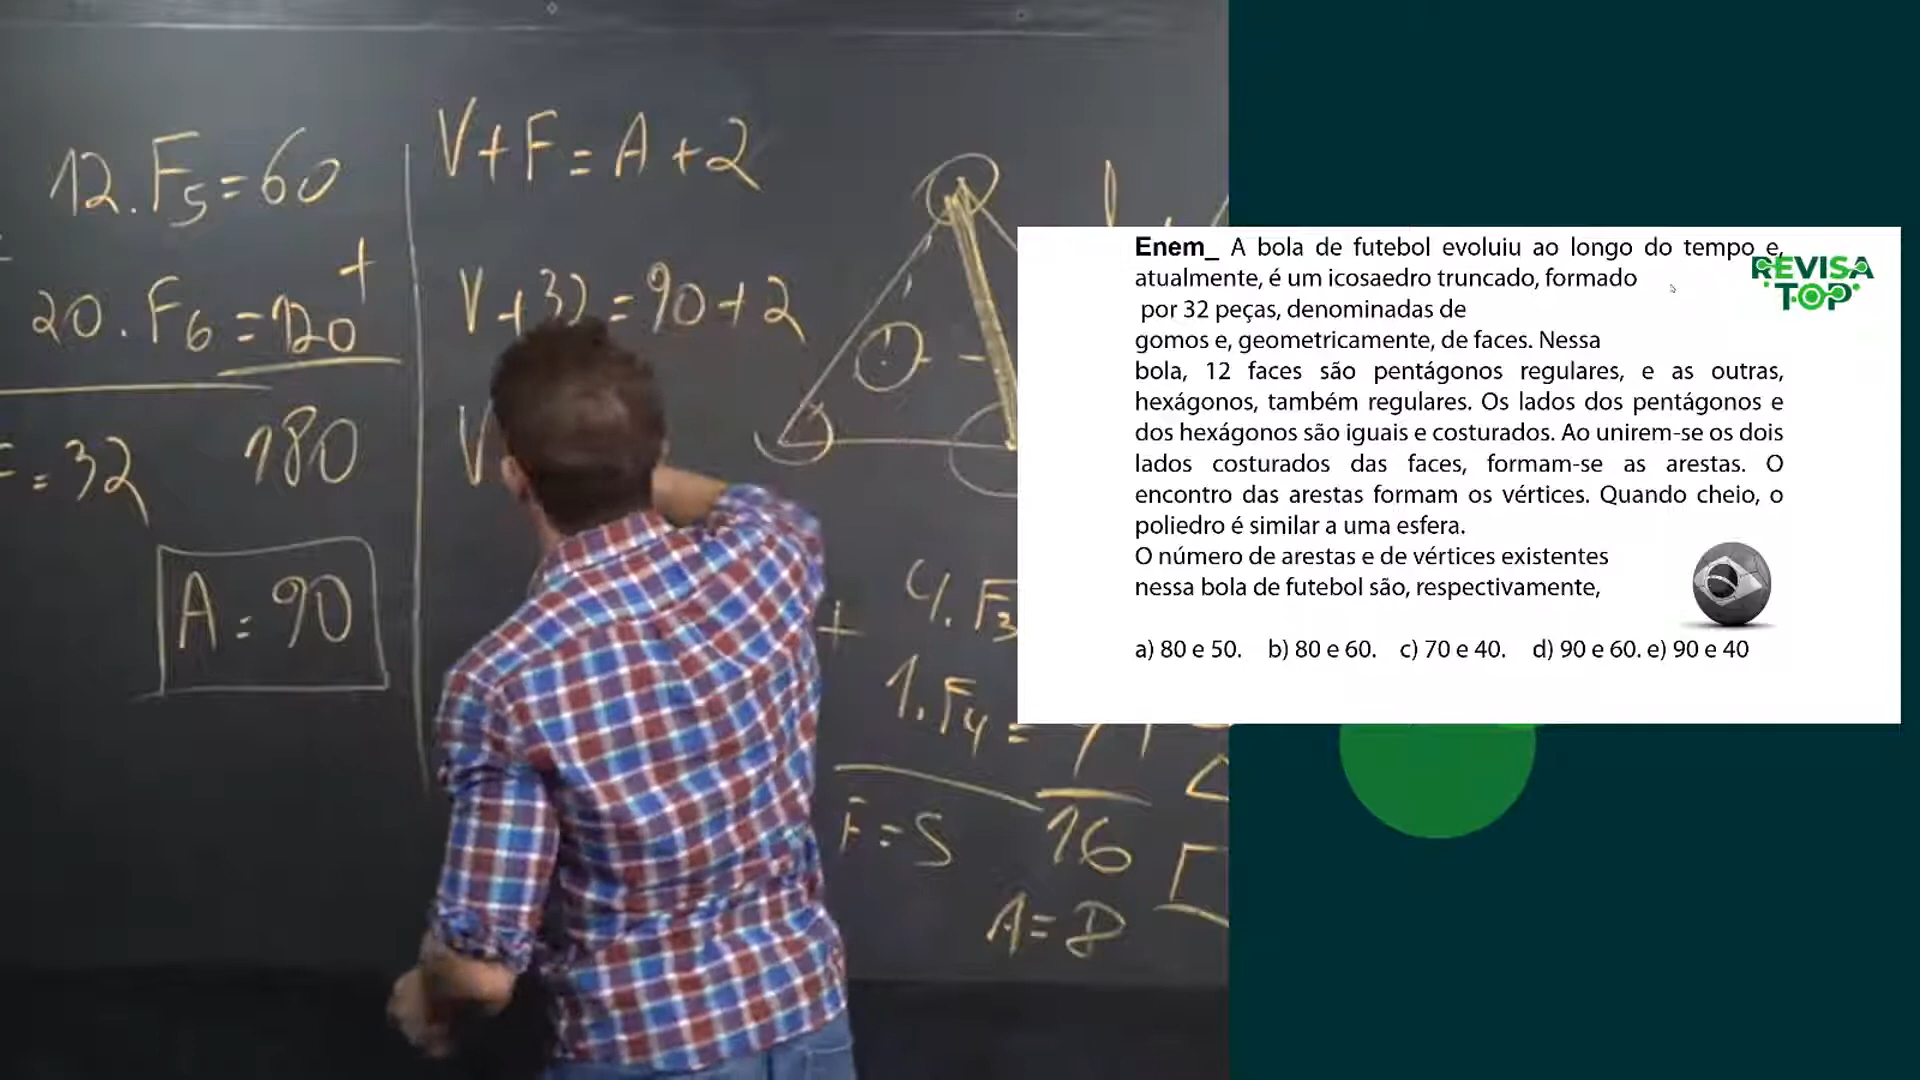 12.F5=60
20.F6=120
+
= 32
180
A = 90
V+F=A+2
V+32=90+2
V
4.F3
+
1.F4=
F=5
16
A=8
Enem_ A bola de futebol evoluiu ao longo do tempo e,
atualmente, é um icosaedro truncado, formado
por 32 peças, denominadas de
gomos e, geometricamente, de faces. Nessa
bola, 12 faces são pentágonos regulares, e as outras,
hexágonos, também regulares. Os lados dos pentágonos e
dos hexágonos são iguais e costurados. Ao unirem-se os dois
lados costurados das faces, formam-se as arestas. O
encontro das arestas formam os vértices. Quando cheio, o
poliedro é similar a uma esfera.
O número de arestas e de vértices existentes
nessa bola de futebol são, respectivamente,
a) 80 e 50. b) 80 e 60. c) 70 e 40. d) 90 e 60. e) 90 e 40
REVISA
TOP